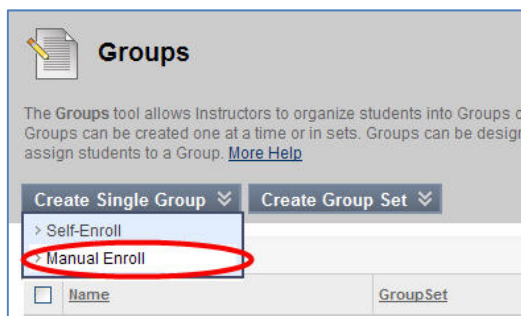 Groups
The Groups tool allows Instructors to organize students into Groups
Groups can be created one at a time or in sets. Groups can be
assign students to a Group. More Help
Create Single Group Create Group Set
> Self-Enroll
> Manual Enroll
Name GroupSet